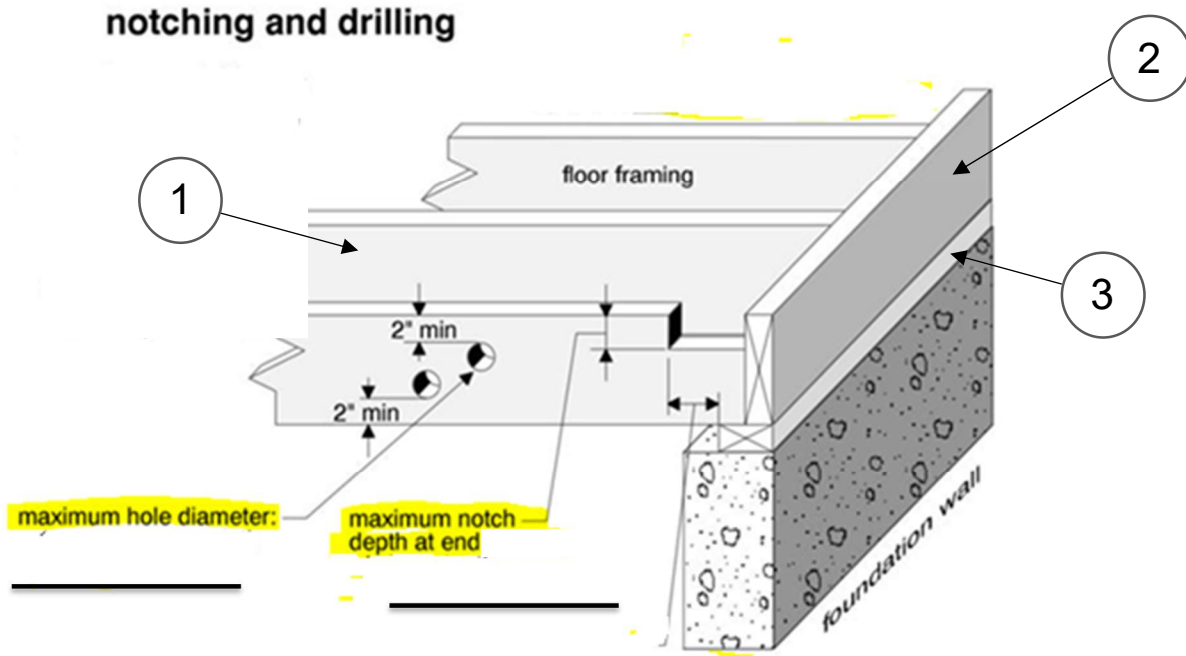 notching and drilling
2
floor framing
1
3
2" min
2" min
maximum hole diameter:
maximum notch
depth at end
foundation wall